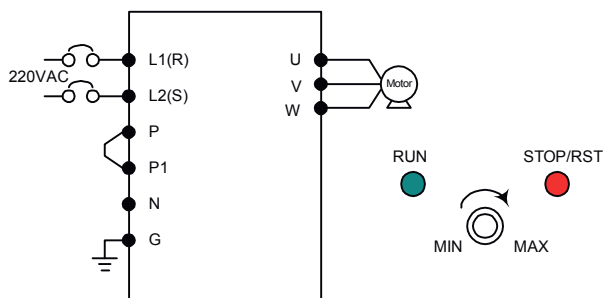 L1(R)
220VAC
L2(S)
P
P1
N
G
U
V
W
Motor
RUN
STOP/RST
MIN
MAX